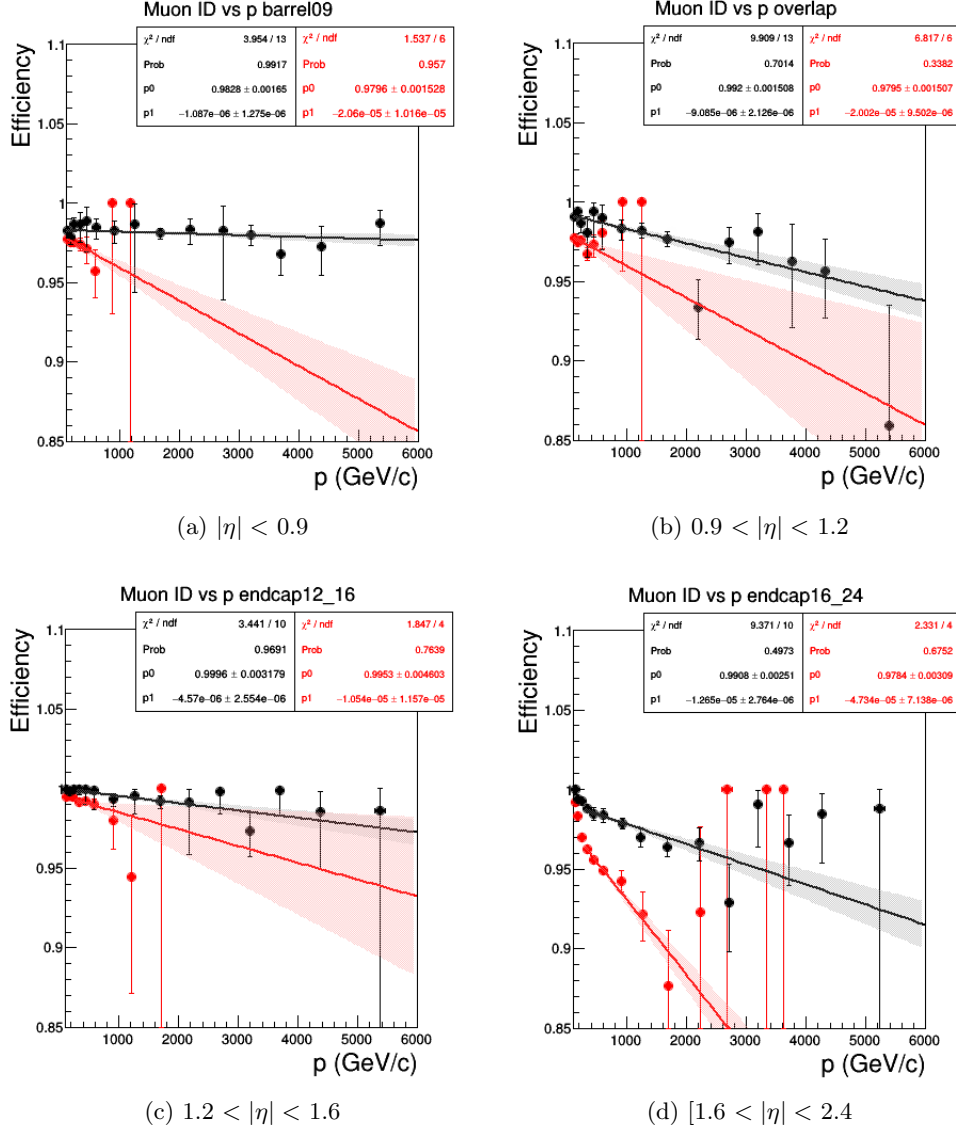 Muon ID vs p barrel09
χ² / ndf 3.954 / 13 χ² / ndf 1.537 / 6
Prob 0.9917 Prob 0.957
p0 0.9828 ± 0.00165 p0 0.9796 ± 0.001528
p1 −1.087e−06 ± 1.275e−06 p1 −2.06e−05 ± 1.016e−05
Efficiency
1.1
1.05
1
0.95
0.9
0.85
1000 2000 3000 4000 5000 6000
p (GeV/c)
(a) |η| < 0.9
Muon ID vs p overlap
χ² / ndf 9.909 / 13 χ² / ndf 6.817 / 6
Prob 0.7014 Prob 0.3382
p0 0.992 ± 0.001508 p0 0.9795 ± 0.001507
p1 −9.085e−06 ± 2.126e−06 p1 −2.002e−05 ± 9.502e−06
Efficiency
1.1
1.05
1
0.95
0.9
0.85
1000 2000 3000 4000 5000 6000
p (GeV/c)
(b) 0.9 < |η| < 1.2
Muon ID vs p endcap12_16
χ² / ndf 3.441 / 10 χ² / ndf 1.847 / 4
Prob 0.9691 Prob 0.7639
p0 0.9996 ± 0.003179 p0 0.9953 ± 0.004603
p1 −4.57e−06 ± 2.554e−06 p1 −1.054e−05 ± 1.157e−05
Efficiency
1.1
1.05
1
0.95
0.9
0.85
1000 2000 3000 4000 5000 6000
p (GeV/c)
(c) 1.2 < |η| < 1.6
Muon ID vs p endcap16_24
χ² / ndf 9.371 / 10 χ² / ndf 2.331 / 4
Prob 0.4973 Prob 0.6752
p0 0.9908 ± 0.00251 p0 0.9784 ± 0.00309
p1 −1.265e−05 ± 2.764e−06 p1 −4.734e−05 ± 7.138e−06
Efficiency
1.1
1.05
1
0.95
0.9
0.85
1000 2000 3000 4000 5000 6000
p (GeV/c)
(d) [1.6 < |η| < 2.4